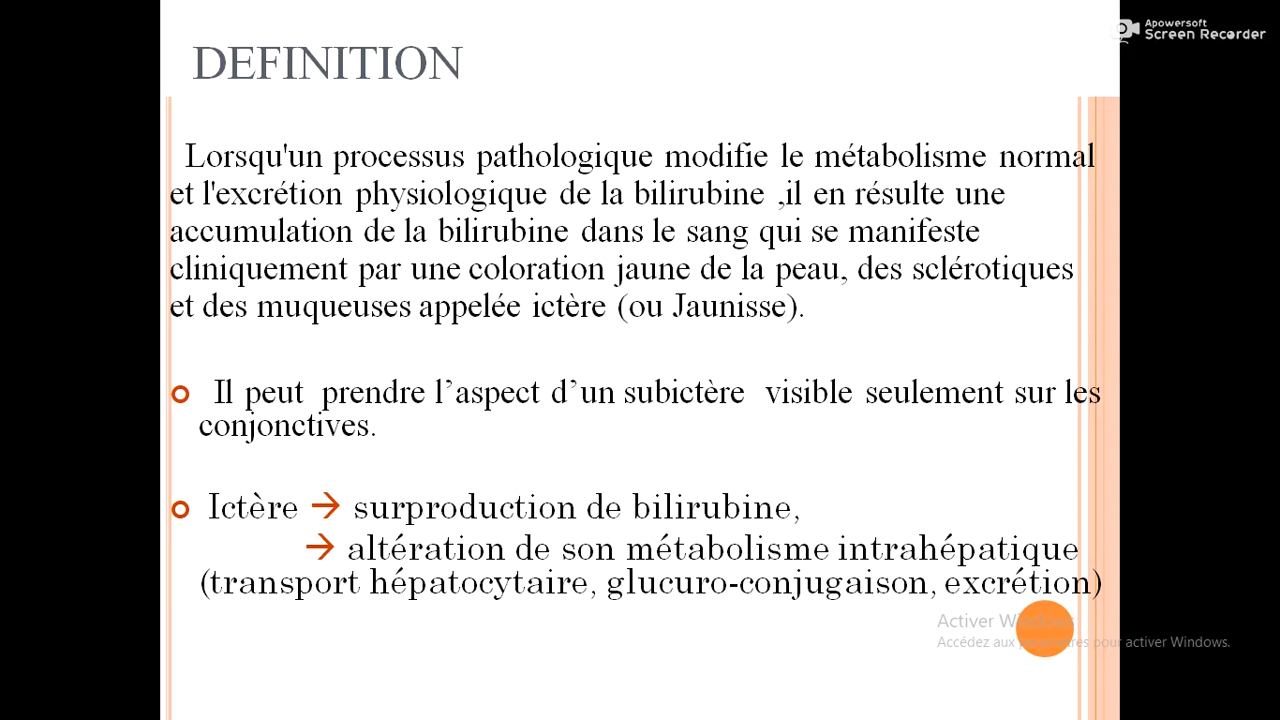 Apowersoft
Screen Recorder
DEFINITION
Lorsqu'un processus pathologique modifie le métabolisme normal
et l'excrétion physiologique de la bilirubine ,il en résulte une
accumulation de la bilirubine dans le sang qui se manifeste
cliniquement par une coloration jaune de la peau, des sclérotiques
et des muqueuses appelée ictère (ou Jaunisse).
Il peut prendre l’aspect d’un subictère visible seulement sur les
conjonctives.
Ictère → surproduction de bilirubine,
→ altération de son métabolisme intrahépatique
(transport hépatocytaire, glucuro-conjugaison, excrétion)
Activer Windows
Accédez aux paramètres pour activer Windows.